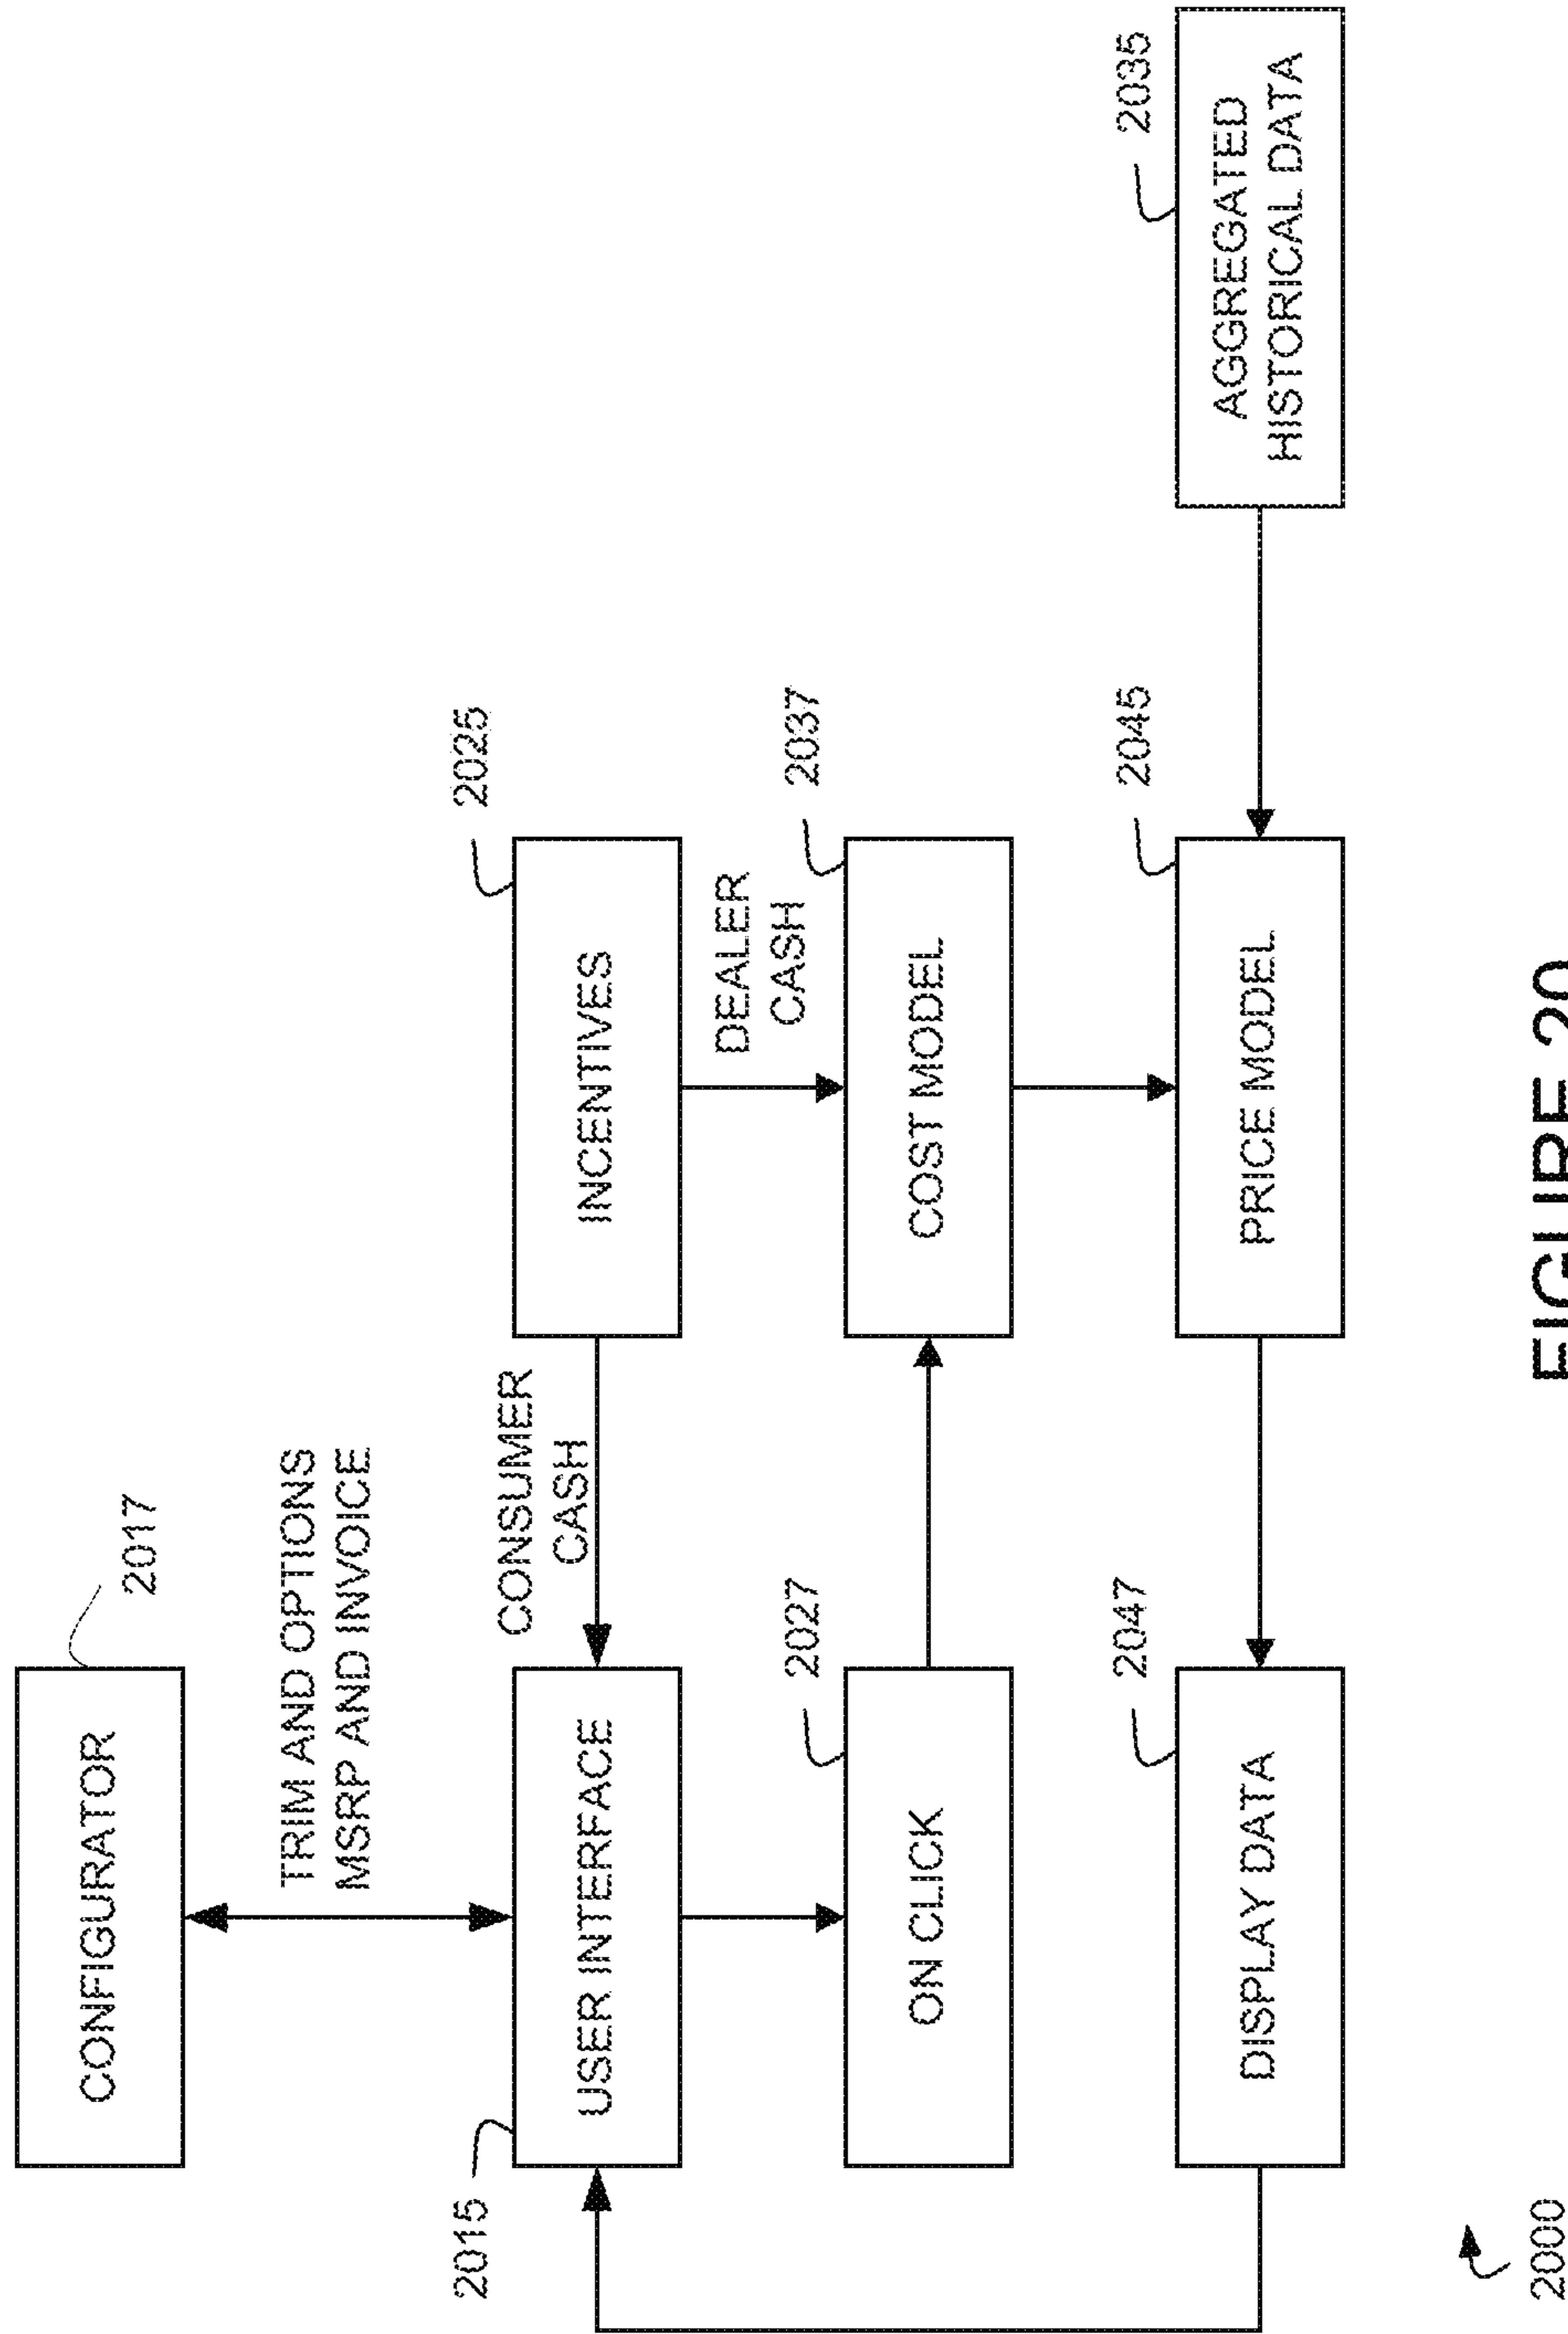 CONFIGURATOR
2017
TRIM AND OPTIONS
MSRP AND INVOICE
2015
USER INTERFACE
CONSUMER
CASH
INCENTIVES
2025
DEALER
CASH
ON CLICK
2027
COST MODEL
2037
DISPLAY DATA
2047
PRICE MODEL
2045
AGGREGATED
HISTORICAL DATA
2035
2000
FIGURE 20